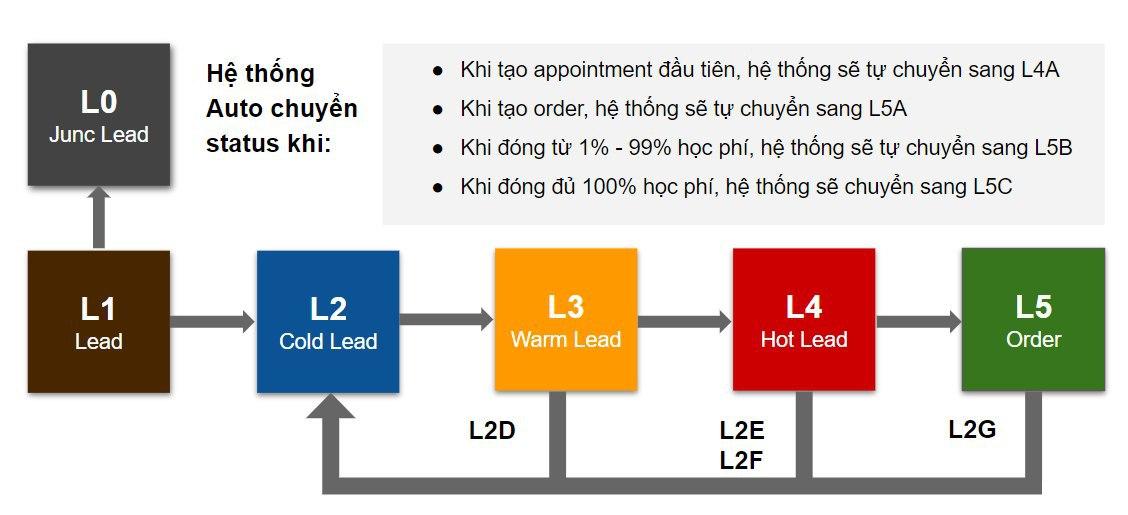 L0
Junc Lead
Hệ thống
Auto chuyển
status khi:
● Khi tạo appointment đầu tiên, hệ thống sẽ tự chuyển sang L4A
● Khi tạo order, hệ thống sẽ tự chuyển sang L5A
● Khi đóng từ 1% - 99% học phí, hệ thống sẽ tự chuyển sang L5B
● Khi đóng đủ 100% học phí, hệ thống sẽ chuyển sang L5C
L1
Lead
L2
Cold Lead
L3
Warm Lead
L4
Hot Lead
L5
Order
L2D
L2E
L2F
L2G